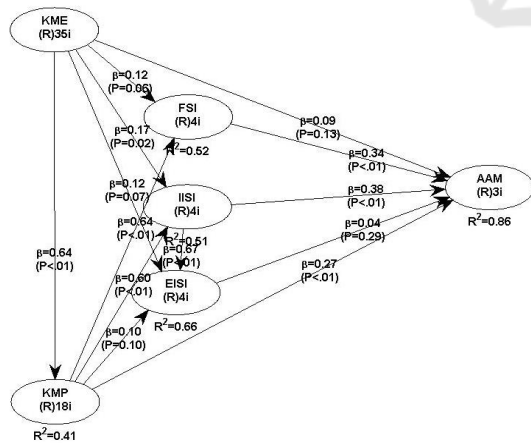 KME
(R)35i
β=0.12
(P=0.06)
FSI
(R)4i
R²=0.52
β=0.09
(P=0.13)
β=0.17
(P=0.02)
β=0.34
(P<.01)
AAM
(R)3i
R²=0.86
β=0.12
(P=0.07)
IISI
(R)4i
R²=0.51
β=0.38
(P<.01)
β=0.64
(P<.01)
β=0.04
(P=0.29)
β=0.67
(P<.01)
β=0.64
(P<.01)
β=0.60
(P<.01)
EISI
(R)4i
R²=0.66
β=0.27
(P<.01)
β=0.10
(P=0.10)
KMP
(R)18i
R²=0.41